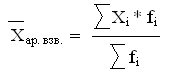 X̅ар. взв. = ∑Xi * fi / ∑fi